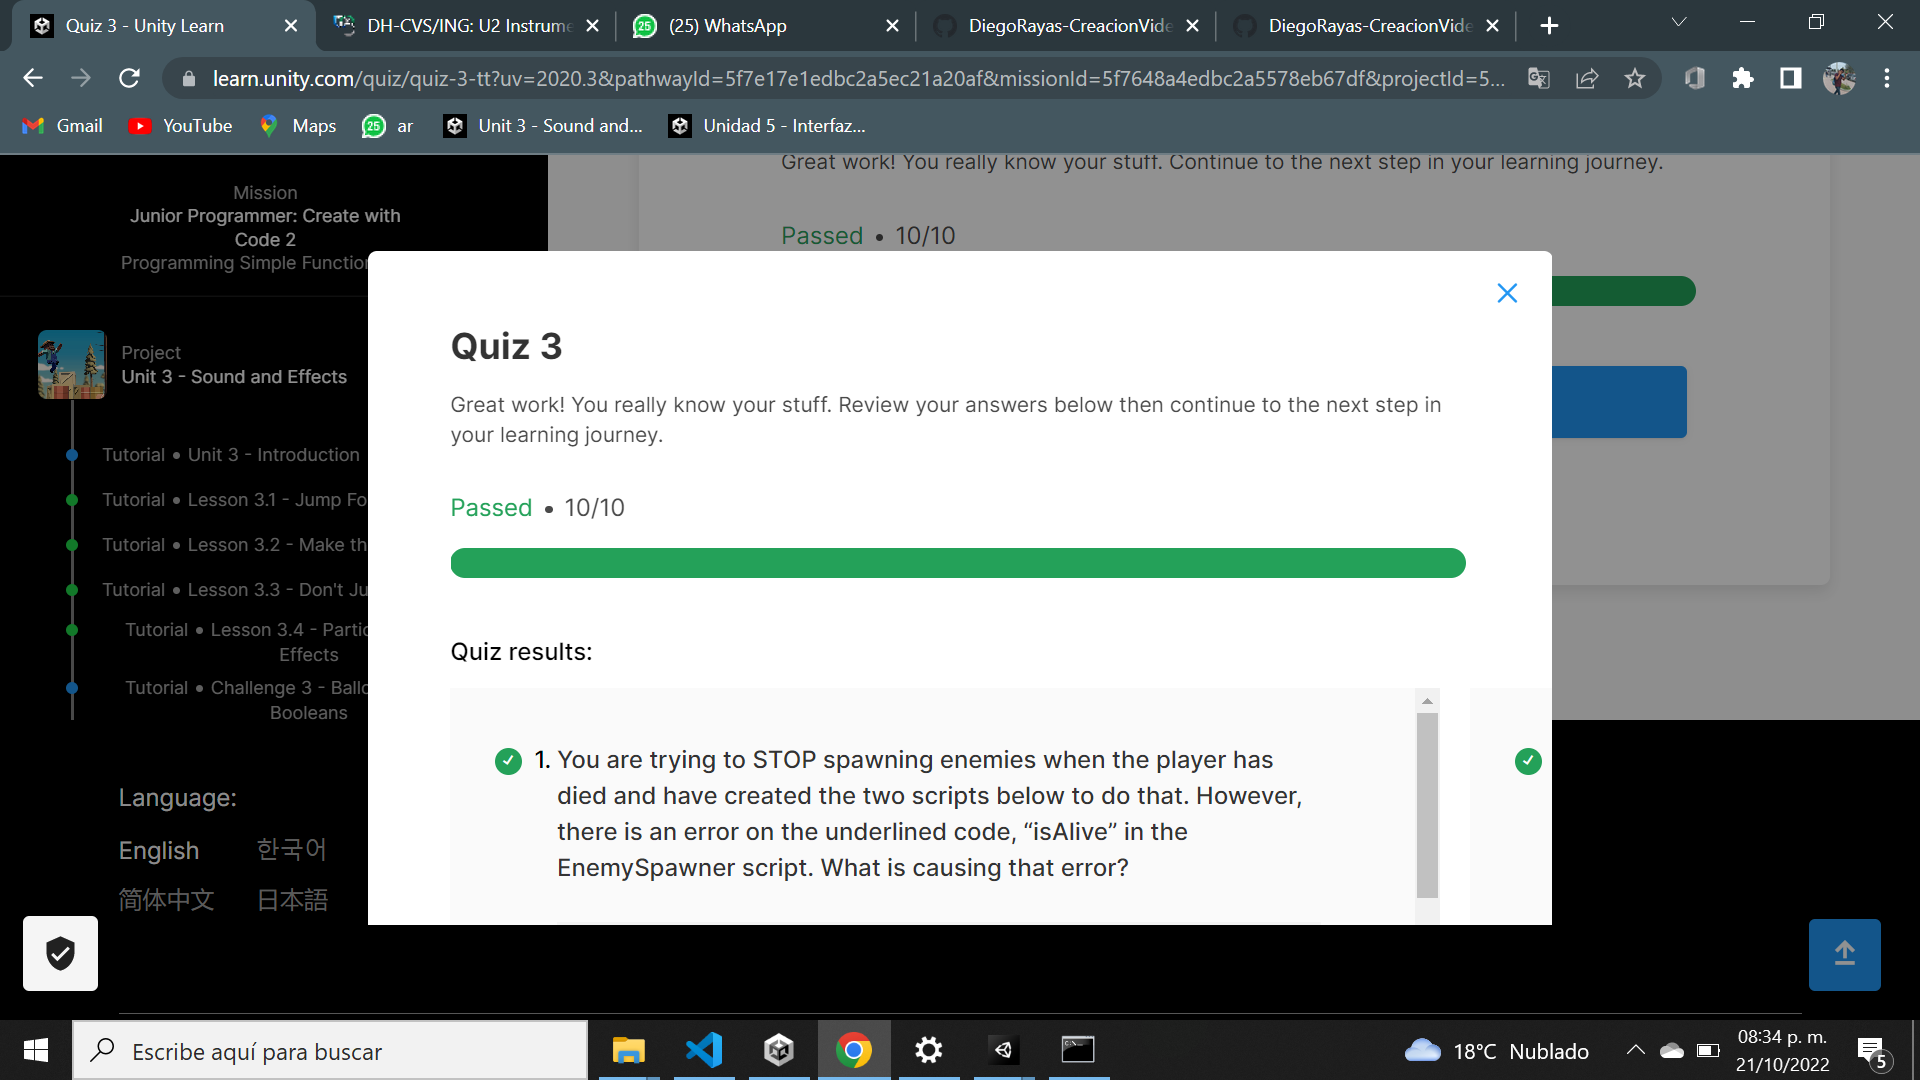 Quiz 3 - Unity Learn
DH-CVS/ING: U2 Instrume
(25) WhatsApp
DiegoRayas-CreacionVide
DiegoRayas-CreacionVide
learn.unity.com/quiz/quiz-3-tt?uv=2020.3&pathwayId=5f7e17e1edbc2a5ec21a20af&missionId=5f7648a4edbc2a5578eb67df&projectId=5...
Gmail
YouTube
Maps
25
ar
Unit 3 - Sound and...
Unidad 5 - Interfaz...
Great work! You really know your stuff. Continue to the next step in your learning journey.
Passed • 10/10
Mission
Junior Programmer: Create with
Code 2
Programming Simple Function
Project
Unit 3 - Sound and Effects
Tutorial • Unit 3 - Introduction
Tutorial • Lesson 3.1 - Jump Fo
Tutorial • Lesson 3.2 - Make th
Tutorial • Lesson 3.3 - Don't Ju
Tutorial • Lesson 3.4 - Partic
Effects
Tutorial • Challenge 3 - Ballo
Booleans
Language:
English
한국어
简体中文
日本語
Quiz 3
Great work! You really know your stuff. Review your answers below then continue to the next step in
your learning journey.
Passed • 10/10
Quiz results:
1. You are trying to STOP spawning enemies when the player has
died and have created the two scripts below to do that. However,
there is an error on the underlined code, “isAlive” in the
EnemySpawner script. What is causing that error?
Escribe aquí para buscar
18°C Nublado
08:34 p. m.
21/10/2022
5